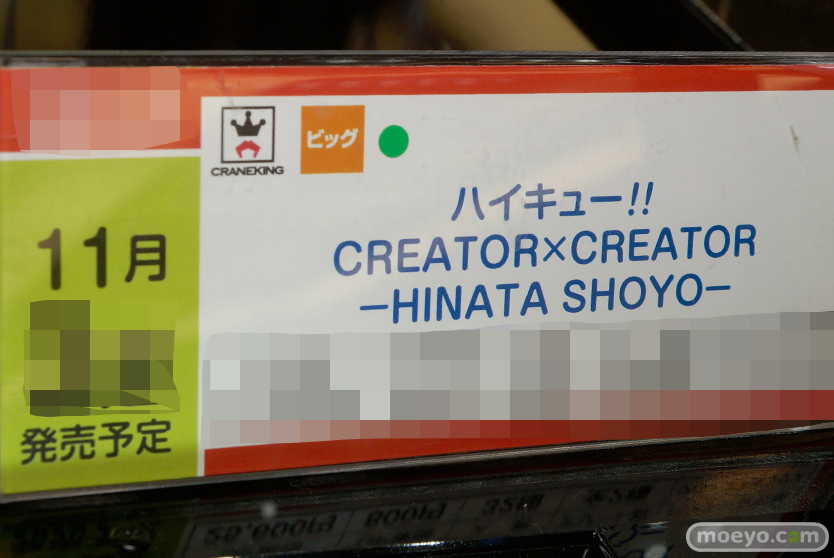 CRANEKING
ビッグ
ハイキュー!!
CREATOR×CREATOR
−HINATA SHOYO−
11月
発売予定
moeyo.com